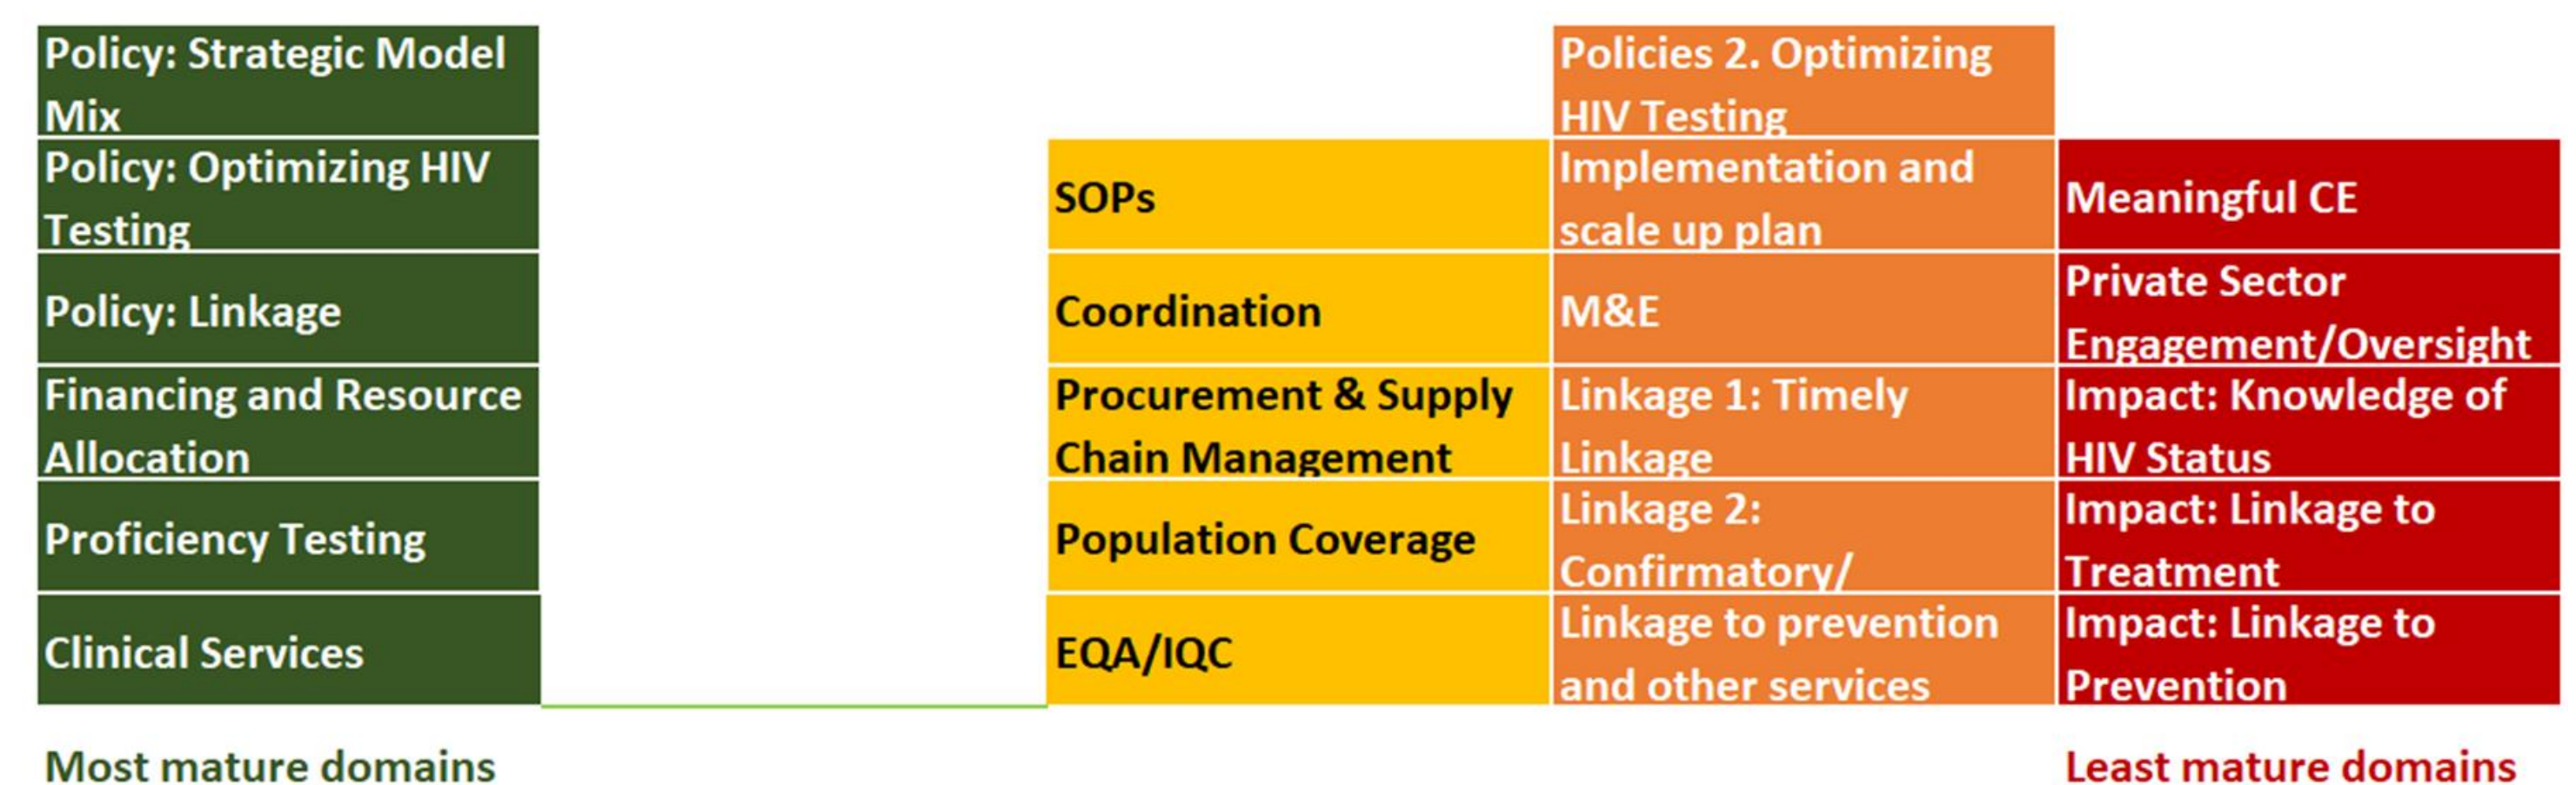 Policy: Strategic Model
Mix
Policy: Optimizing HIV
Testing
Policy: Linkage
Financing and Resource
Allocation
Proficiency Testing
Clinical Services
Most mature domains
SOPs
Coordination
Procurement & Supply
Chain Management
Population Coverage
EQA/IQC
Policies 2. Optimizing
HIV Testing
Implementation and
scale up plan
M&E
Linkage 1: Timely
Linkage
Linkage 2:
Confirmatory/
Linkage to prevention
and other services
Meaningful CE
Private Sector
Engagement/Oversight
Impact: Knowledge of
HIV Status
Impact: Linkage to
Treatment
Impact: Linkage to
Prevention
Least mature domains